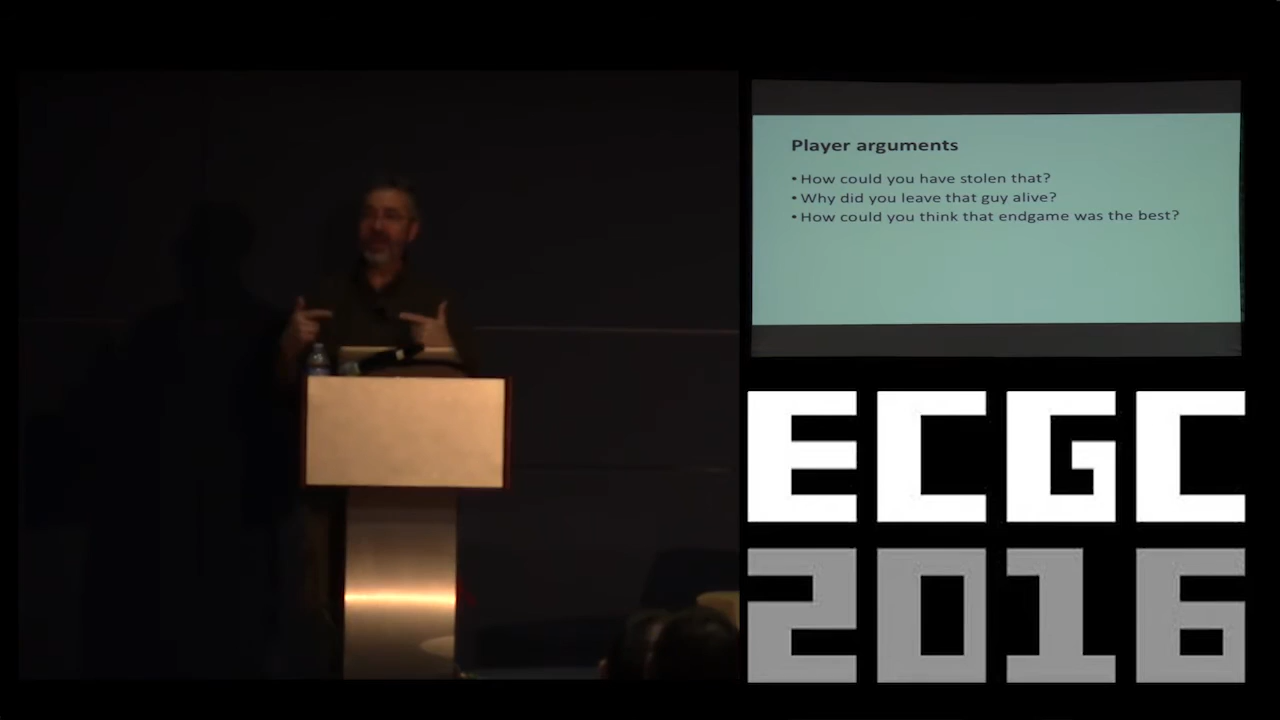 Player arguments
• How could you have stolen that?
• Why did you leave that guy alive?
• How could you think that endgame was the best?
ECGC
2016